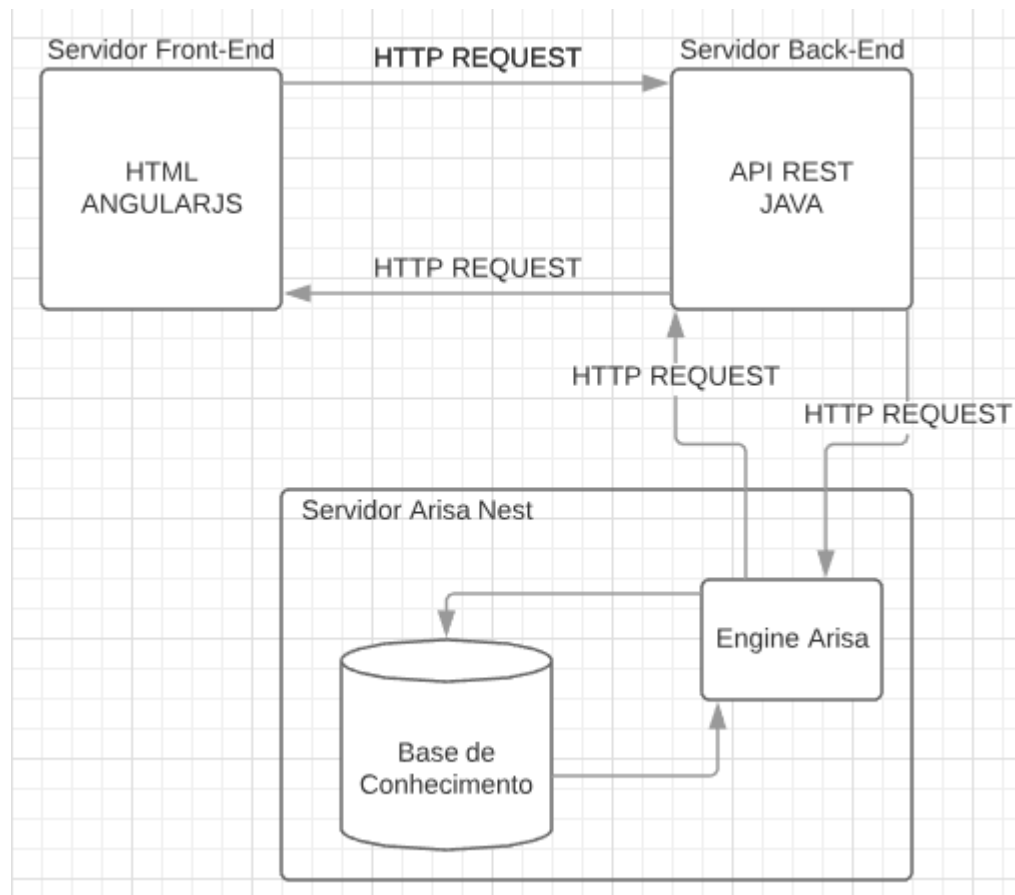 Servidor Front-End
HTTP REQUEST
Servidor Back-End
HTML
ANGULARJS
API REST
JAVA
HTTP REQUEST
HTTP REQUEST
HTTP REQUEST
Servidor Arisa Nest
Engine Arisa
Base de
Conhecimento